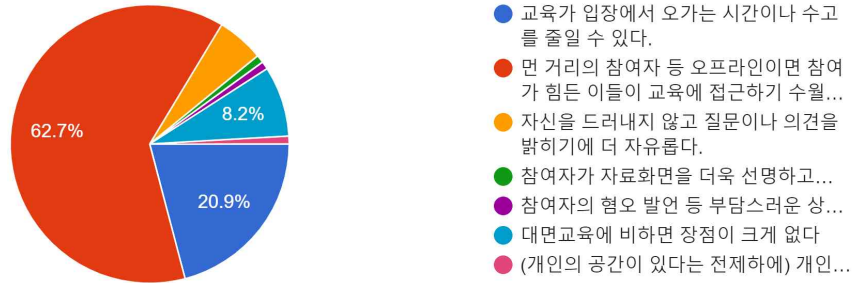 62.7%
8.2%
20.9%
교육가 입장에서 오가는 시간이나 수고
를 줄일 수 있다.
먼 거리의 참여자 등 오프라인이면 참여
가 힘든 이들이 교육에 접근하기 수월...
자신을 드러내지 않고 질문이나 의견을
밝히기에 더 자유롭다.
참여자가 자료화면을 더욱 선명하고...
참여자의 혐오 발언 등 부담스러운 상...
대면교육에 비하면 장점이 크게 없다
(개인의 공간이 있다는 전제하에) 개인...